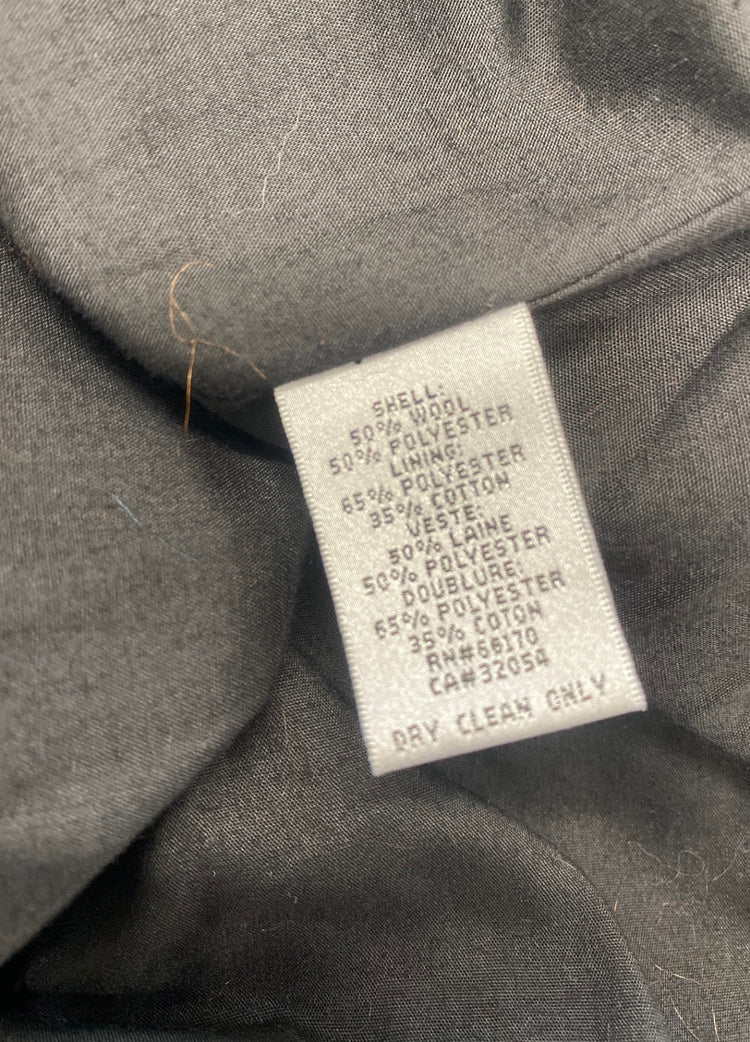 SHELL:
50% WOOL
50% POLYESTER
LINING:
65% POLYESTER
35% COTTON
VESTE:
50% LAINE
50% POLYESTER
DOUBLURE:
65% POLYESTER
35% COTON
RN#66170
CA#32054
DRY CLEAN ONLY